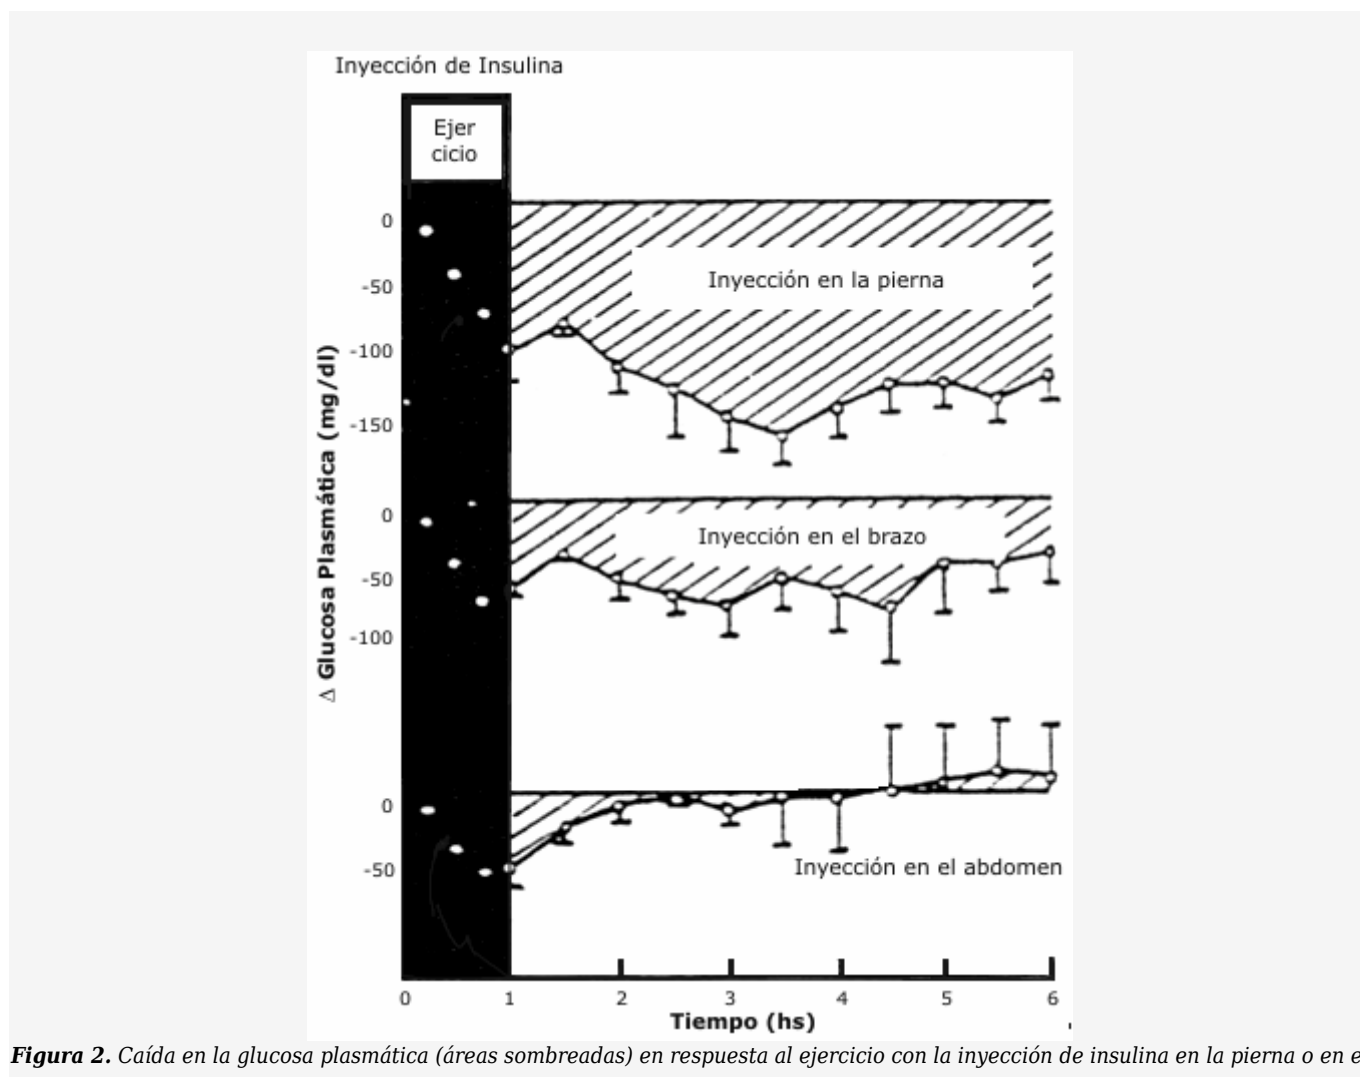 Inyección de Insulina
Ejer
cicio
0
-50
-100
-150
0
-50
-100
0
-50
Δ Glucosa Plasmática (mg/dl)
Inyección en la pierna
Inyección en el brazo
Inyección en el abdomen
0 1 2 3 4 5 6
Tiempo (hs)
Figura 2. Caída en la glucosa plasmática (áreas sombreadas) en respuesta al ejercicio con la inyección de insulina en la pierna o en e